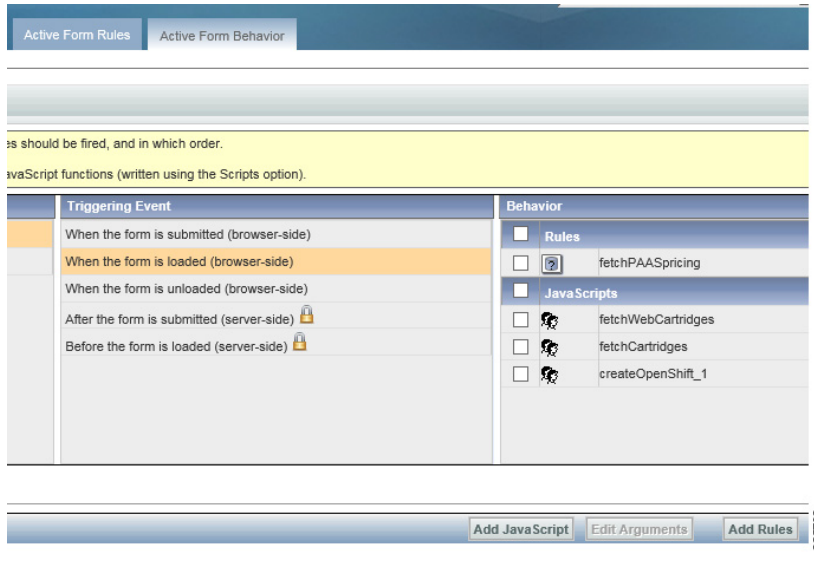 Active Form Rules
Active Form Behavior
es should be fired, and in which order.
avaScript functions (written using the Scripts option).
Triggering Event
Behavior
When the form is submitted (browser-side)
Rules
When the form is loaded (browser-side)
fetchPAASpricing
When the form is unloaded (browser-side)
JavaScripts
After the form is submitted (server-side)
fetchWebCartridges
Before the form is loaded (server-side)
fetchCartridges
createOpenShift_1
Add JavaScript
Edit Arguments
Add Rules